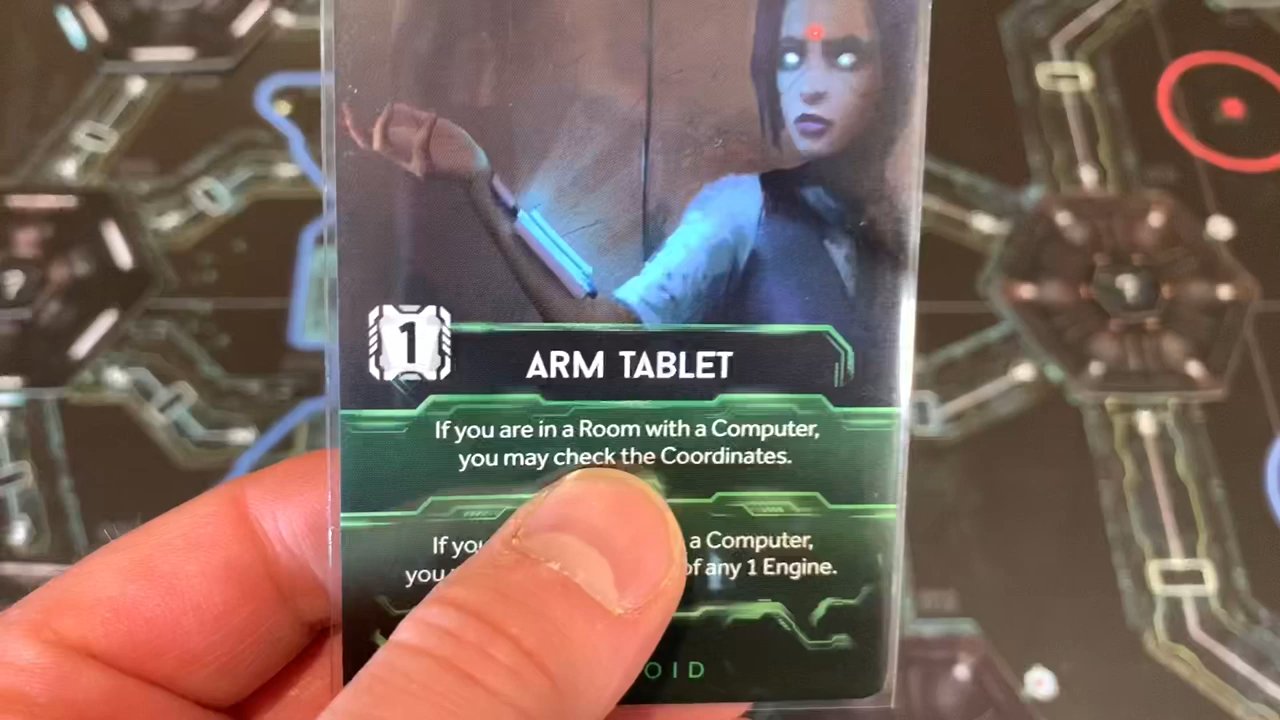 1
ARM TABLET
If you are in a Room with a Computer,
you may check the Coordinates.
If you a Computer,
you of any 1 Engine.
OID